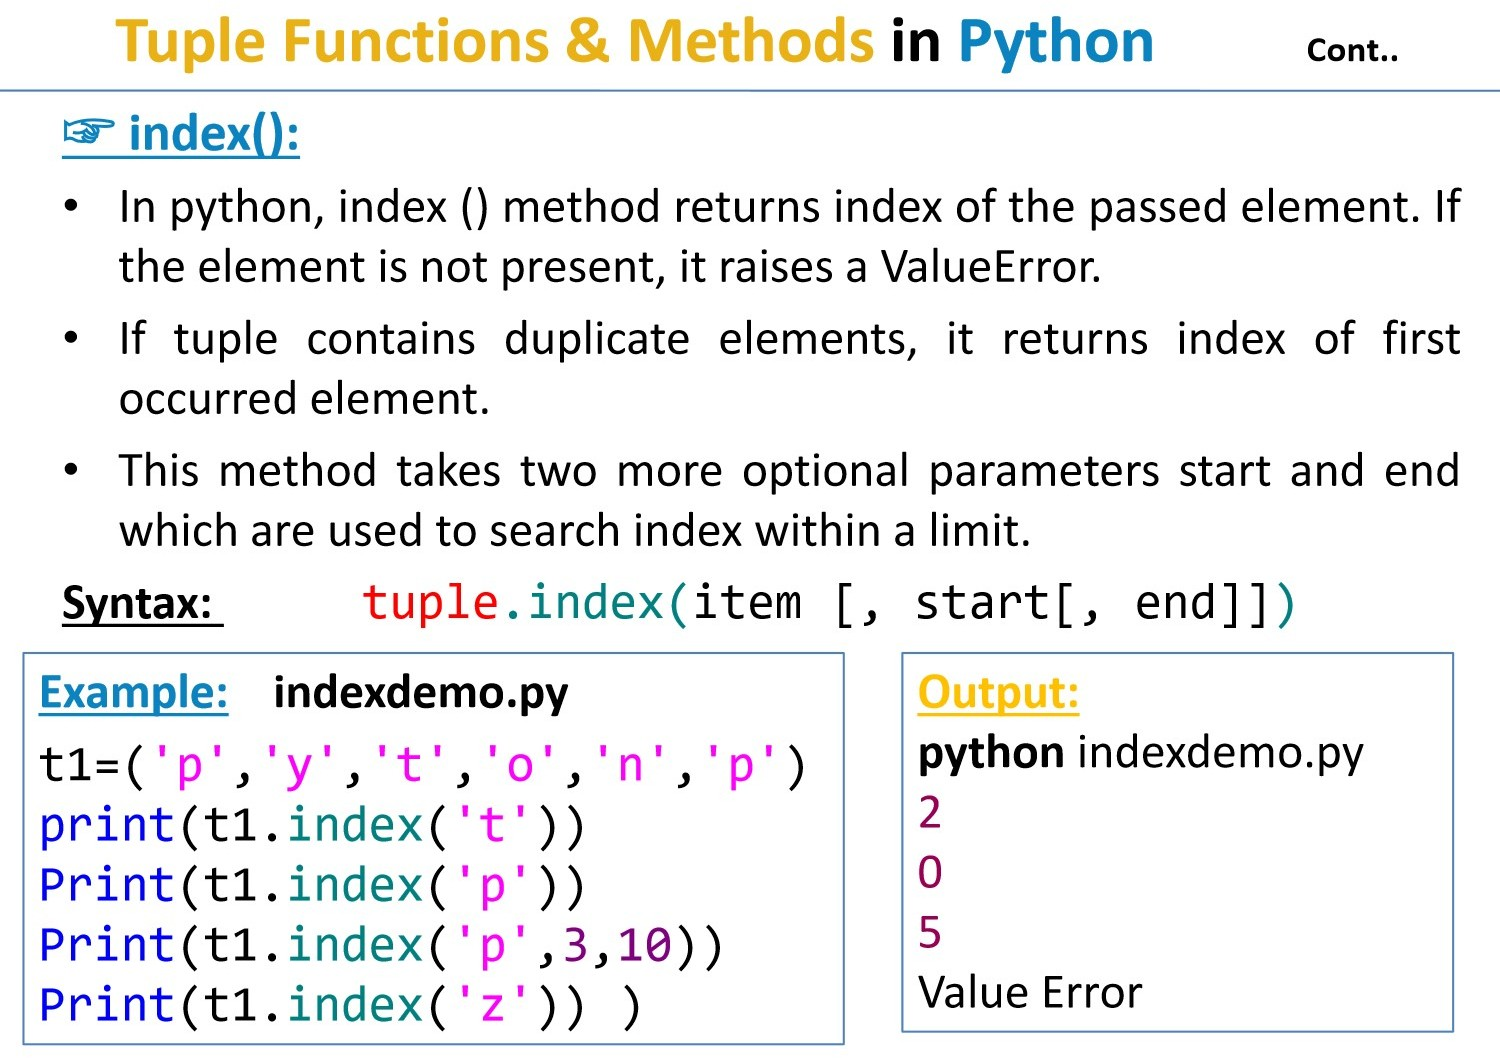 Tuple Functions & Methods in Python Cont..
☞ index():
• In python, index () method returns index of the passed element. If
the element is not present, it raises a ValueError.
• If tuple contains duplicate elements, it returns index of first
occurred element.
• This method takes two more optional parameters start and end
which are used to search index within a limit.
Syntax: tuple.index(item [, start[, end]])
Example: indexdemo.py
t1=('p','y','t','o','n','p')
print(t1.index('t'))
Print(t1.index('p'))
Print(t1.index('p',3,10))
Print(t1.index('z')) )
Output:
python indexdemo.py
2
0
5
Value Error